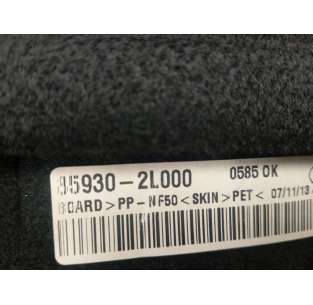 85930-2L000 0585 OK
BOARD>PP-NF50<SKIN>PET< 07/11/13